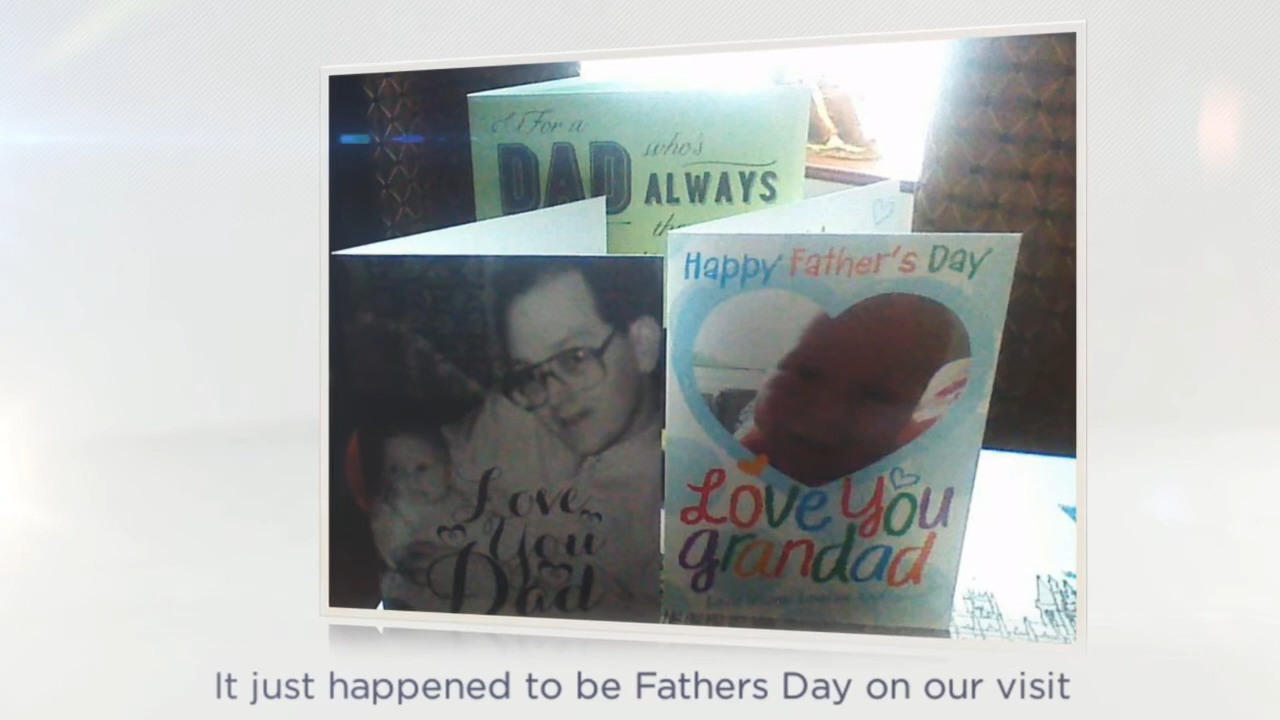 For a
DAD who's
ALWAYS
Happy Father's Day
Love
You
Dad
Love You
grandad
It just happened to be Fathers Day on our visit